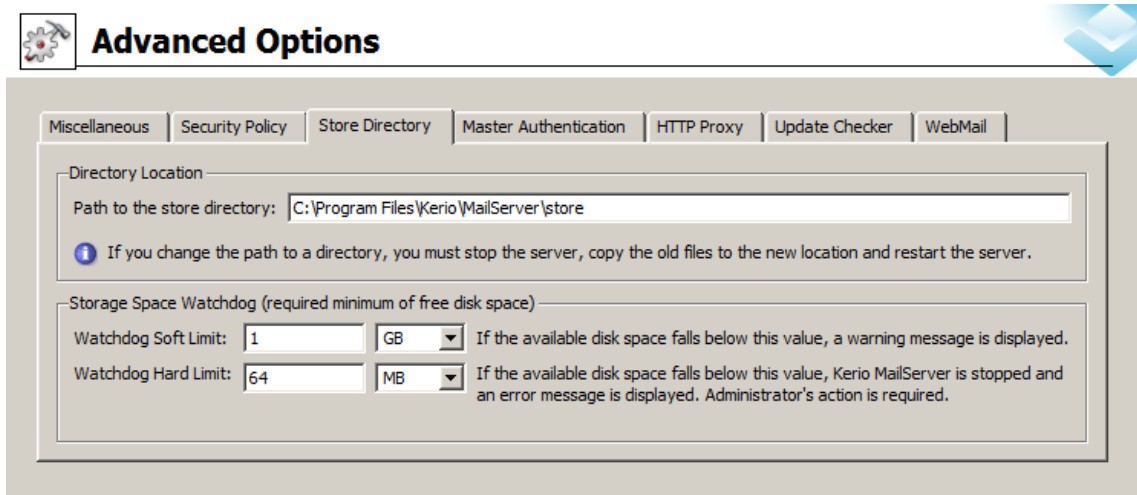 Advanced Options
Miscellaneous Security Policy Store Directory Master Authentication HTTP Proxy Update Checker WebMail
Directory Location
Path to the store directory: C:\Program Files\Kerio\MailServer\store
If you change the path to a directory, you must stop the server, copy the old files to the new location and restart the server.
Storage Space Watchdog (required minimum of free disk space)
Watchdog Soft Limit: 1 GB If the available disk space falls below this value, a warning message is displayed.
Watchdog Hard Limit: 64 MB If the available disk space falls below this value, Kerio MailServer is stopped and
an error message is displayed. Administrator's action is required.